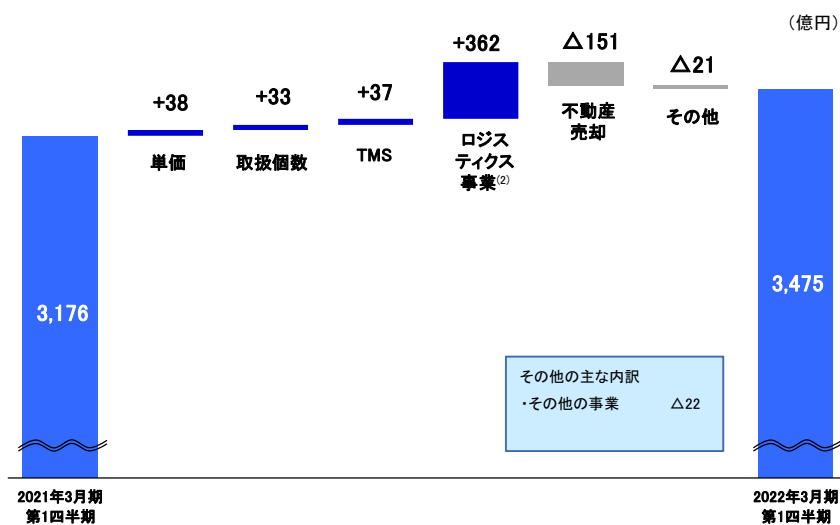 （億円）
+38
単価
+33
取扱個数
+37
TMS
+362
ロジス
ティクス
事業(2)
△151
不動産
売却
△21
その他
3,176
3,475
その他の主な内訳
・その他の事業　△22
2021年3月期
第1四半期
2022年3月期
第1四半期